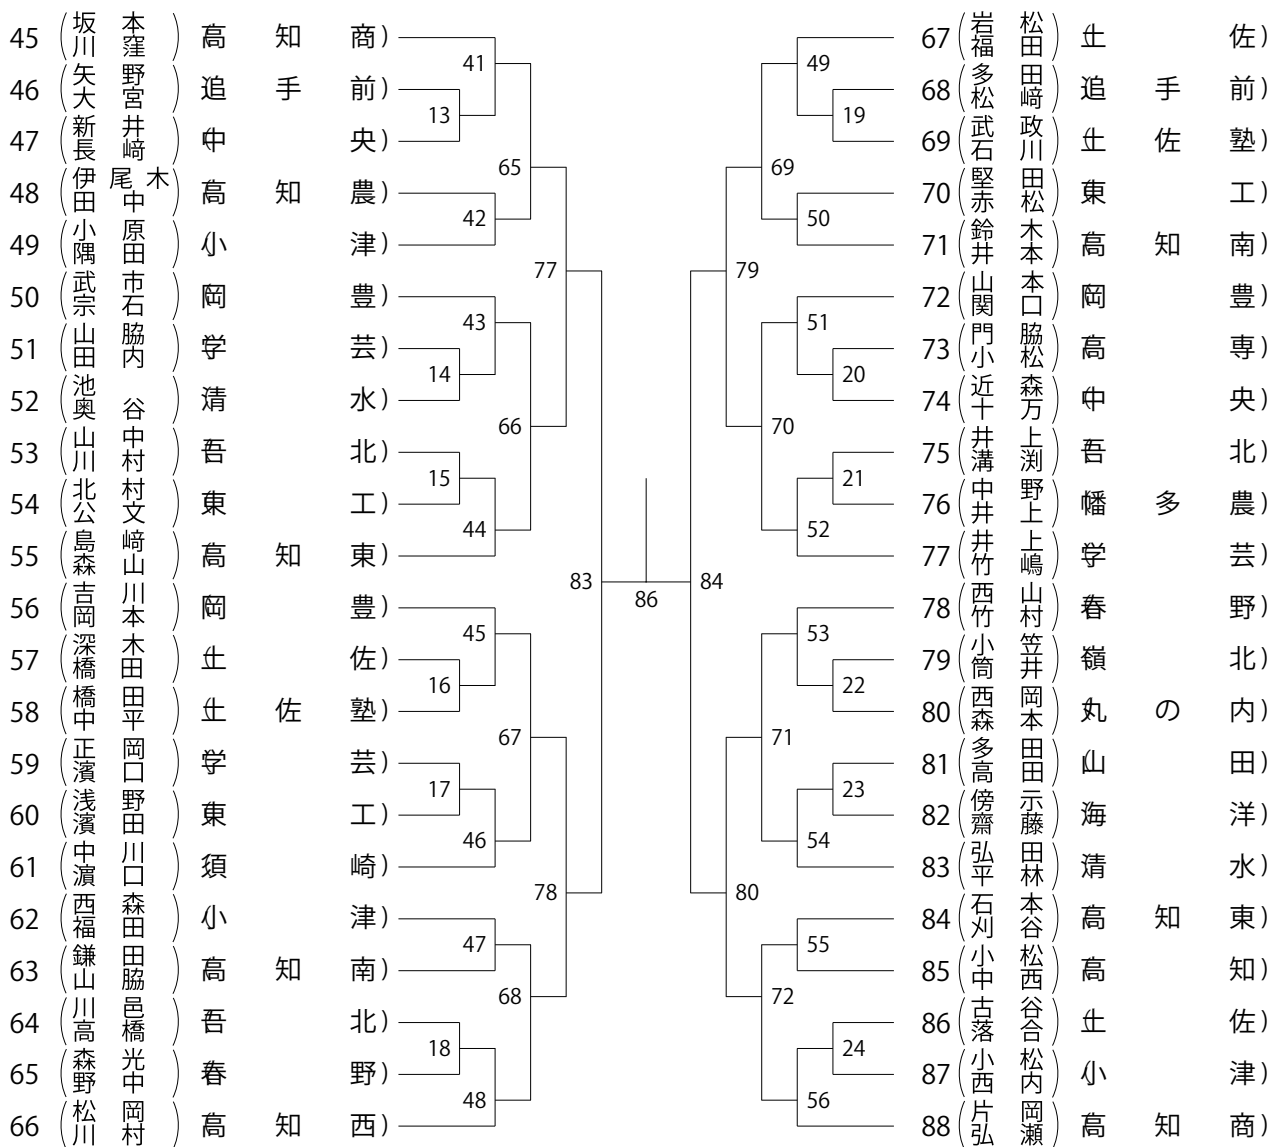 45 (坂本 川窪) (高知商)
46 (矢野 大宮) (追手前)
47 (新井 長﨑) (中央)
48 (伊尾木 田中) (高知農)
49 (小原 隅田) (小津)
50 (武市 宗石) (岡豊)
51 (山脇 田内) (学芸)
52 (池 奥谷) (清水)
53 (山中 川村) (吾北)
54 (北村 公文) (東工)
55 (島﨑 森山) (高知東)
56 (吉川 岡本) (岡豊)
57 (深木 橋田) (土佐)
58 (橋田 中平) (土佐塾)
59 (正岡 濱口) (学芸)
60 (浅野 濱田) (東工)
61 (中川 濵口) (須崎)
62 (西森 福田) (小津)
63 (鎌田 山脇) (高知南)
64 (川邑 高橋) (吾北)
65 (森光 野中) (春野)
66 (松岡 川村) (高知西)
41
13
65
42
77
43
14
66
15
44
83
45
16
67
17
46
78
47
68
18
48
86
49
19
69
50
79
51
20
70
21
52
84
53
22
71
23
54
80
55
72
24
56
67 (岩松 福田) (土佐)
68 (多田 松﨑) (追手前)
69 (武政 石川) (土佐塾)
70 (堅田 赤松) (東工)
71 (鈴木 井本) (高知南)
72 (山本 関口) (岡豊)
73 (門脇 小松) (高専)
74 (近森 十万) (中央)
75 (井上 溝渕) (吾北)
76 (中野 井上) (幡多農)
77 (井上 竹嶋) (学芸)
78 (西山 竹村) (春野)
79 (小笠 筒井) (嶺北)
80 (西岡 森本) (丸の内)
81 (多田 高田) (山田)
82 (傍示 齋藤) (海洋)
83 (弘田 平林) (清水)
84 (石本 刈谷) (高知東)
85 (小松 中西) (高知)
86 (古谷 落合) (土佐)
87 (小松 西内) (小津)
88 (片岡 弘瀬) (高知商)